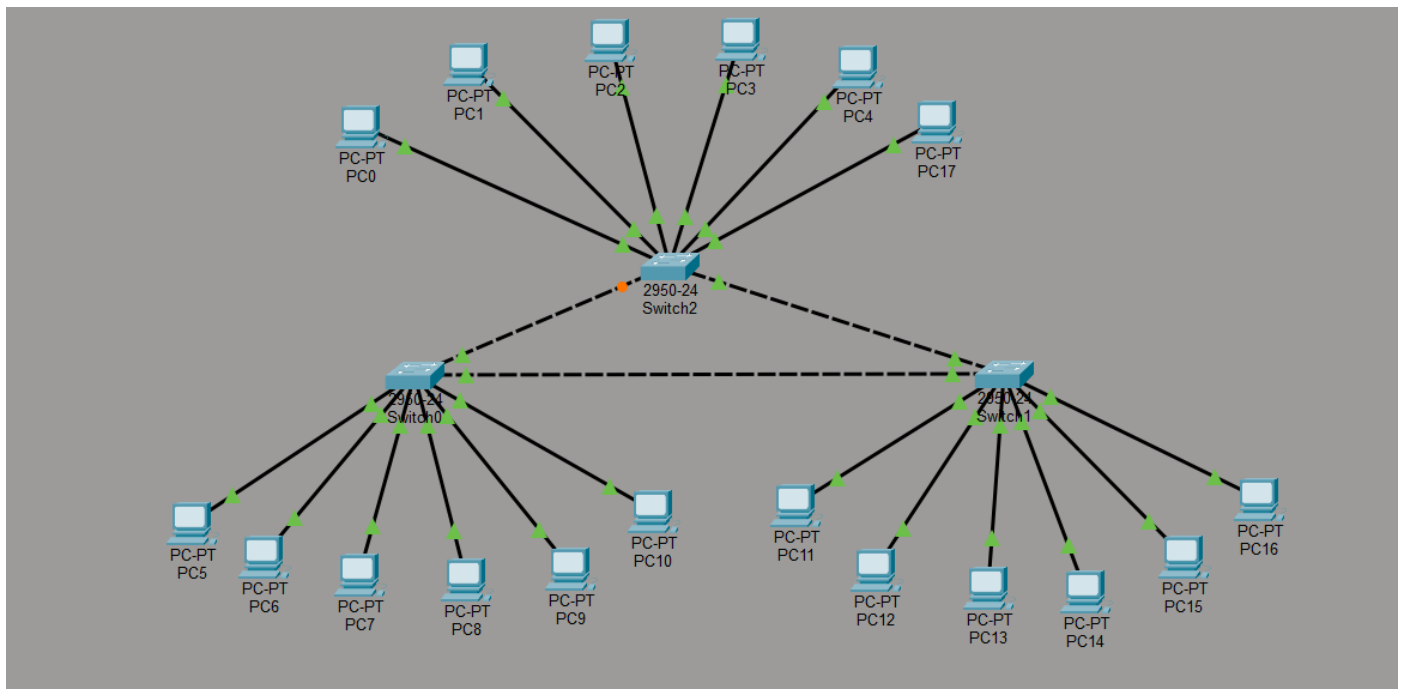 PC-PT
PC0
PC-PT
PC1
PC-PT
PC2
PC-PT
PC3
PC-PT
PC4
PC-PT
PC17
2950-24
Switch2
2950-24
Switch0
2950-24
Switch1
PC-PT
PC5
PC-PT
PC6
PC-PT
PC7
PC-PT
PC8
PC-PT
PC9
PC-PT
PC10
PC-PT
PC11
PC-PT
PC12
PC-PT
PC13
PC-PT
PC14
PC-PT
PC15
PC-PT
PC16